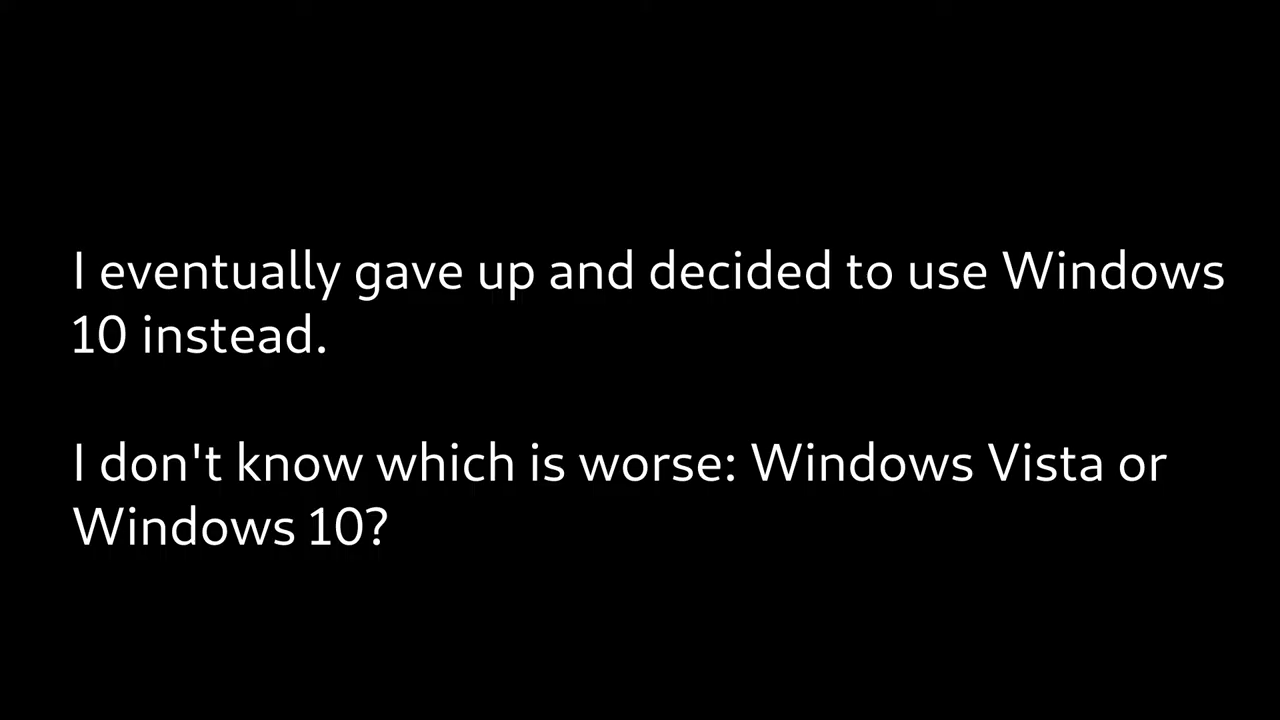 I eventually gave up and decided to use Windows
10 instead.
I don't know which is worse: Windows Vista or
Windows 10?